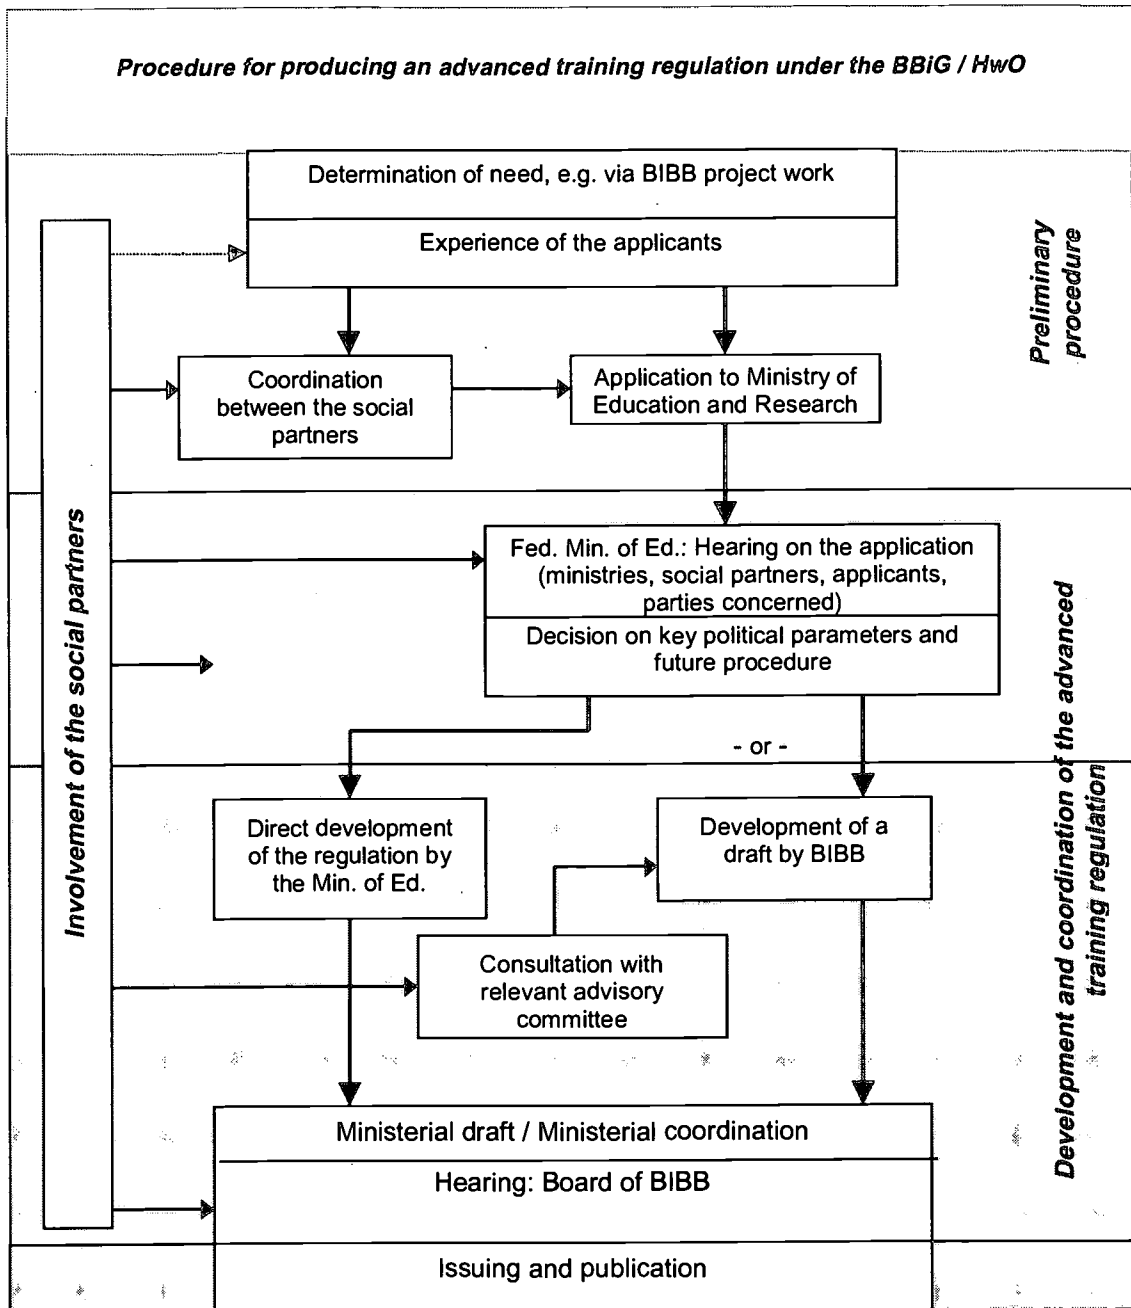 Procedure for producing an advanced training regulation under the BBiG / HwO
Determination of need, e.g. via BIBB project work
Experience of the applicants
Preliminary
procedure
Coordination
between the social
partners
Application to Ministry of
Education and Research
Involvement of the social partners
Fed. Min. of Ed.: Hearing on the application
(ministries, social partners, applicants,
parties concerned)
Decision on key political parameters and
future procedure
- or -
Development and coordination of the advanced
training regulation
Direct development
of the regulation by
the Min. of Ed.
Development of a
draft by BIBB
Consultation with
relevant advisory
committee
Ministerial draft / Ministerial coordination
Hearing: Board of BIBB
Issuing and publication